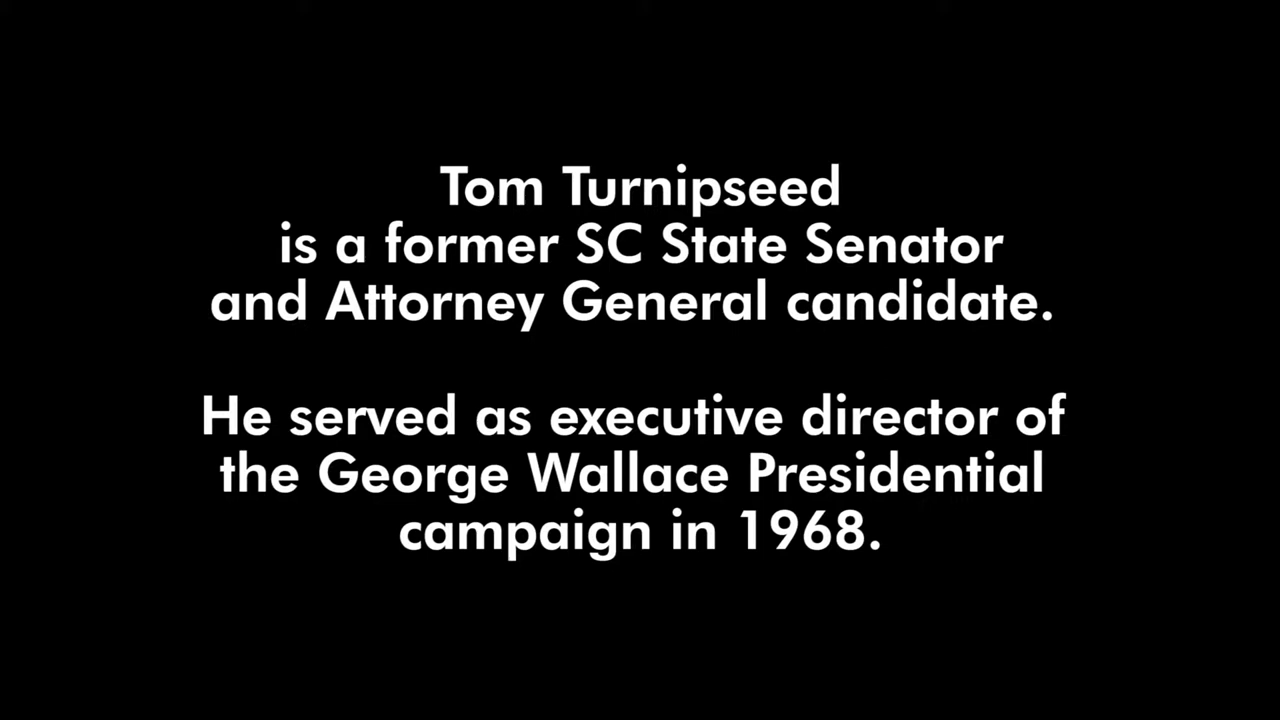 Tom Turnipseed
is a former SC State Senator
and Attorney General candidate.
He served as executive director of
the George Wallace Presidential
campaign in 1968.